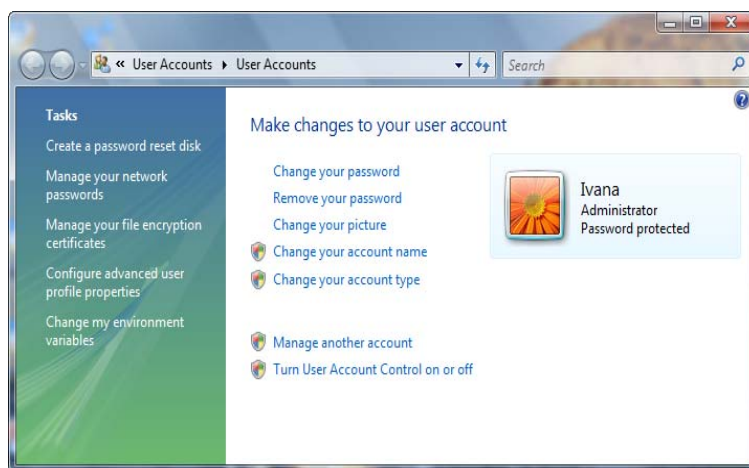 « User Accounts ▸ User Accounts
Search
Tasks
Create a password reset disk
Manage your network
passwords
Manage your file encryption
certificates
Configure advanced user
profile properties
Change my environment
variables
Make changes to your user account
Change your password
Remove your password
Change your picture
Change your account name
Change your account type
Manage another account
Turn User Account Control on or off
Ivana
Administrator
Password protected